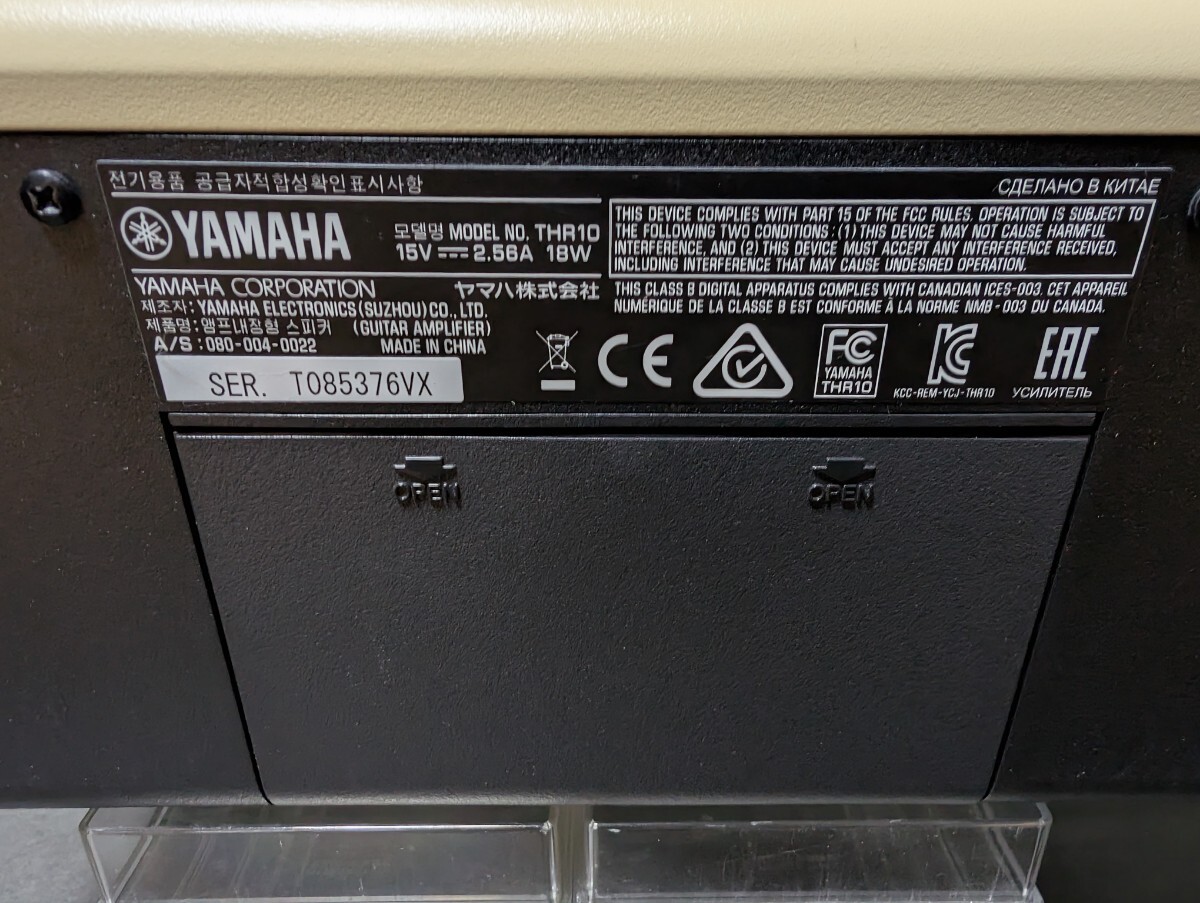 전기용품 공급자적합성확인표시사항
СДЕЛАНО В КИТАЕ
YAMAHA
모델명 MODEL NO. THR10
15V 2.56A 18W
YAMAHA CORPORATION ヤマハ株式会社
제조자: YAMAHA ELECTRONICS(SUZHOU)CO., LTD.
제품명: 앰프내장형 스피커 (GUITAR AMPLIFIER)
A/S : 080-004-0022 MADE IN CHINA
SER. T085376VX
THIS DEVICE COMPLIES WITH PART 15 OF THE FCC RULES. OPERATION IS SUBJECT TO
THE FOLLOWING TWO CONDITIONS : (1) THIS DEVICE MAY NOT CAUSE HARMFUL
INTERFERENCE, AND (2) THIS DEVICE MUST ACCEPT ANY INTERFERENCE RECEIVED,
INCLUDING INTERFERENCE THAT MAY CAUSE UNDESIRED OPERATION.
THIS CLASS B DIGITAL APPARATUS COMPLIES WITH CANADIAN ICES-003. CET APPAREIL
NUMÉRIQUE DE LA CLASSE B EST CONFORME À LA NORME NMB-003 DU CANADA.
CE
FC
YAMAHA
THR10
KC
KCC-REM-YCJ-THR10
EAC
УСИЛИТЕЛЬ
OPEN
OPEN